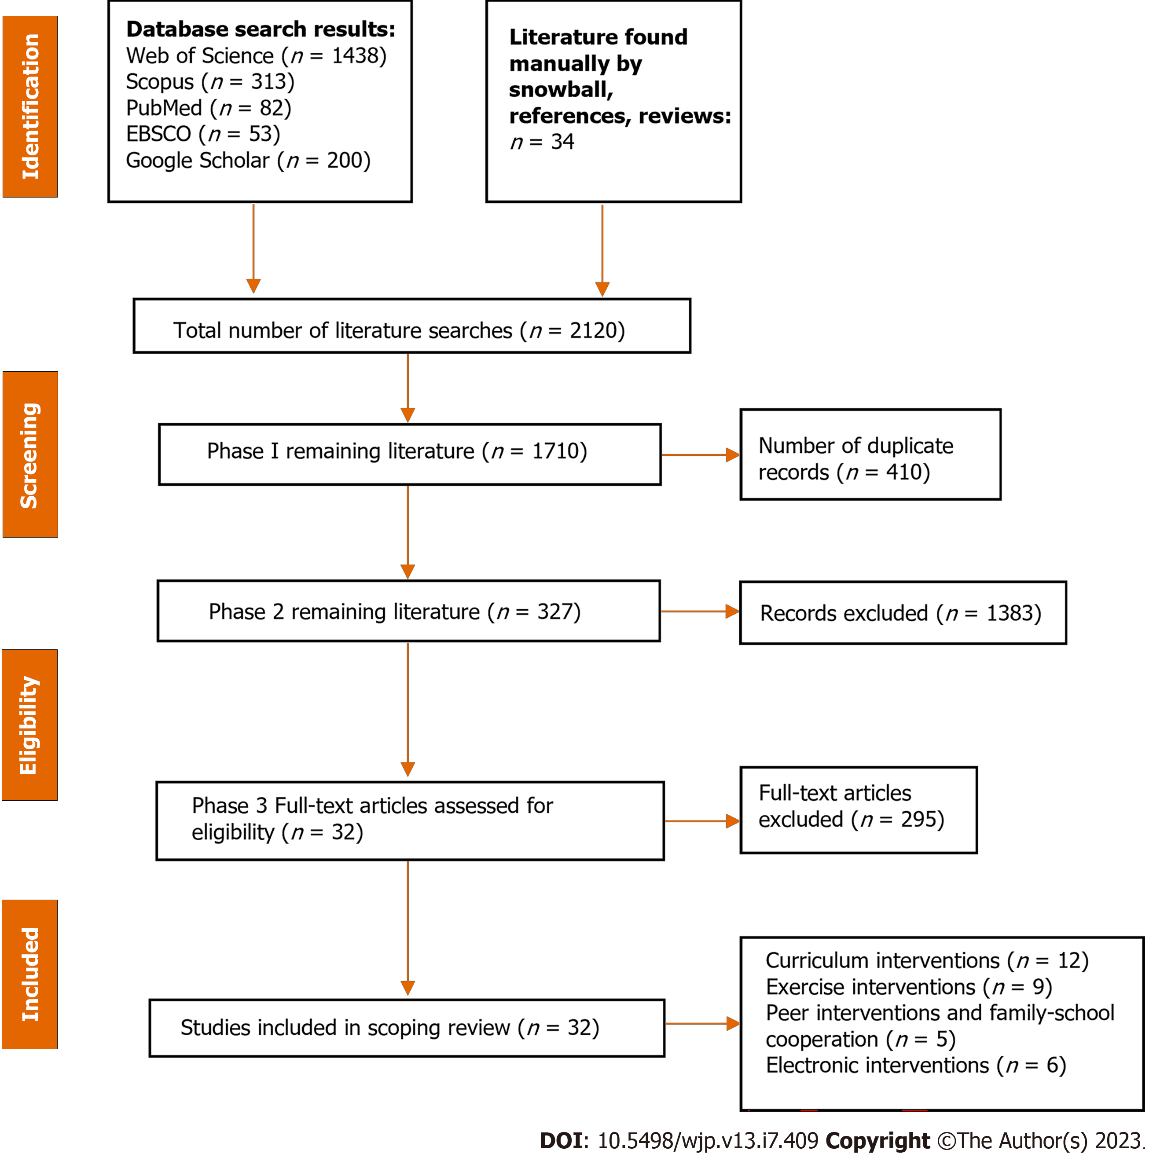 Identification
Database search results:
Web of Science (n = 1438)
Scopus (n = 313)
PubMed (n = 82)
EBSCO (n = 53)
Google Scholar (n = 200)
Literature found
manually by
snowball,
references, reviews:
n = 34
Total number of literature searches (n = 2120)
Screening
Phase I remaining literature (n = 1710)
Number of duplicate
records (n = 410)
Phase 2 remaining literature (n = 327)
Records excluded (n = 1383)
Eligibility
Phase 3 Full-text articles assessed for
eligibility (n = 32)
Full-text articles
excluded (n = 295)
Included
Studies included in scoping review (n = 32)
Curriculum interventions (n = 12)
Exercise interventions (n = 9)
Peer interventions and family-school
cooperation (n = 5)
Electronic interventions (n = 6)
DOI: 10.5498/wjp.v13.i7.409 Copyright ©The Author(s) 2023.